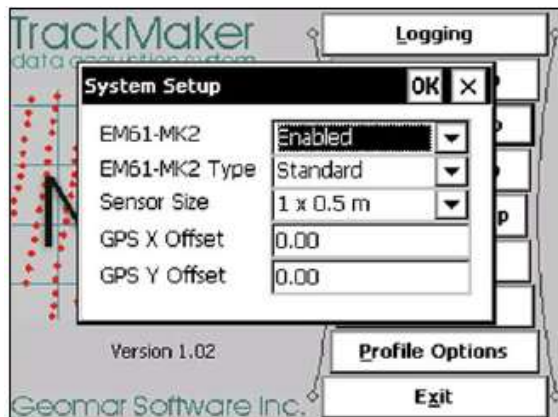 TrackMaker
data acquisition system
Logging
System Setup
OK
EM61-MK2
Enabled
EM61-MK2 Type
Standard
Sensor Size
1 x 0.5 m
GPS X Offset
0.00
GPS Y Offset
0.00
Version 1.02
Profile Options
Geomar Software Inc.
Exit